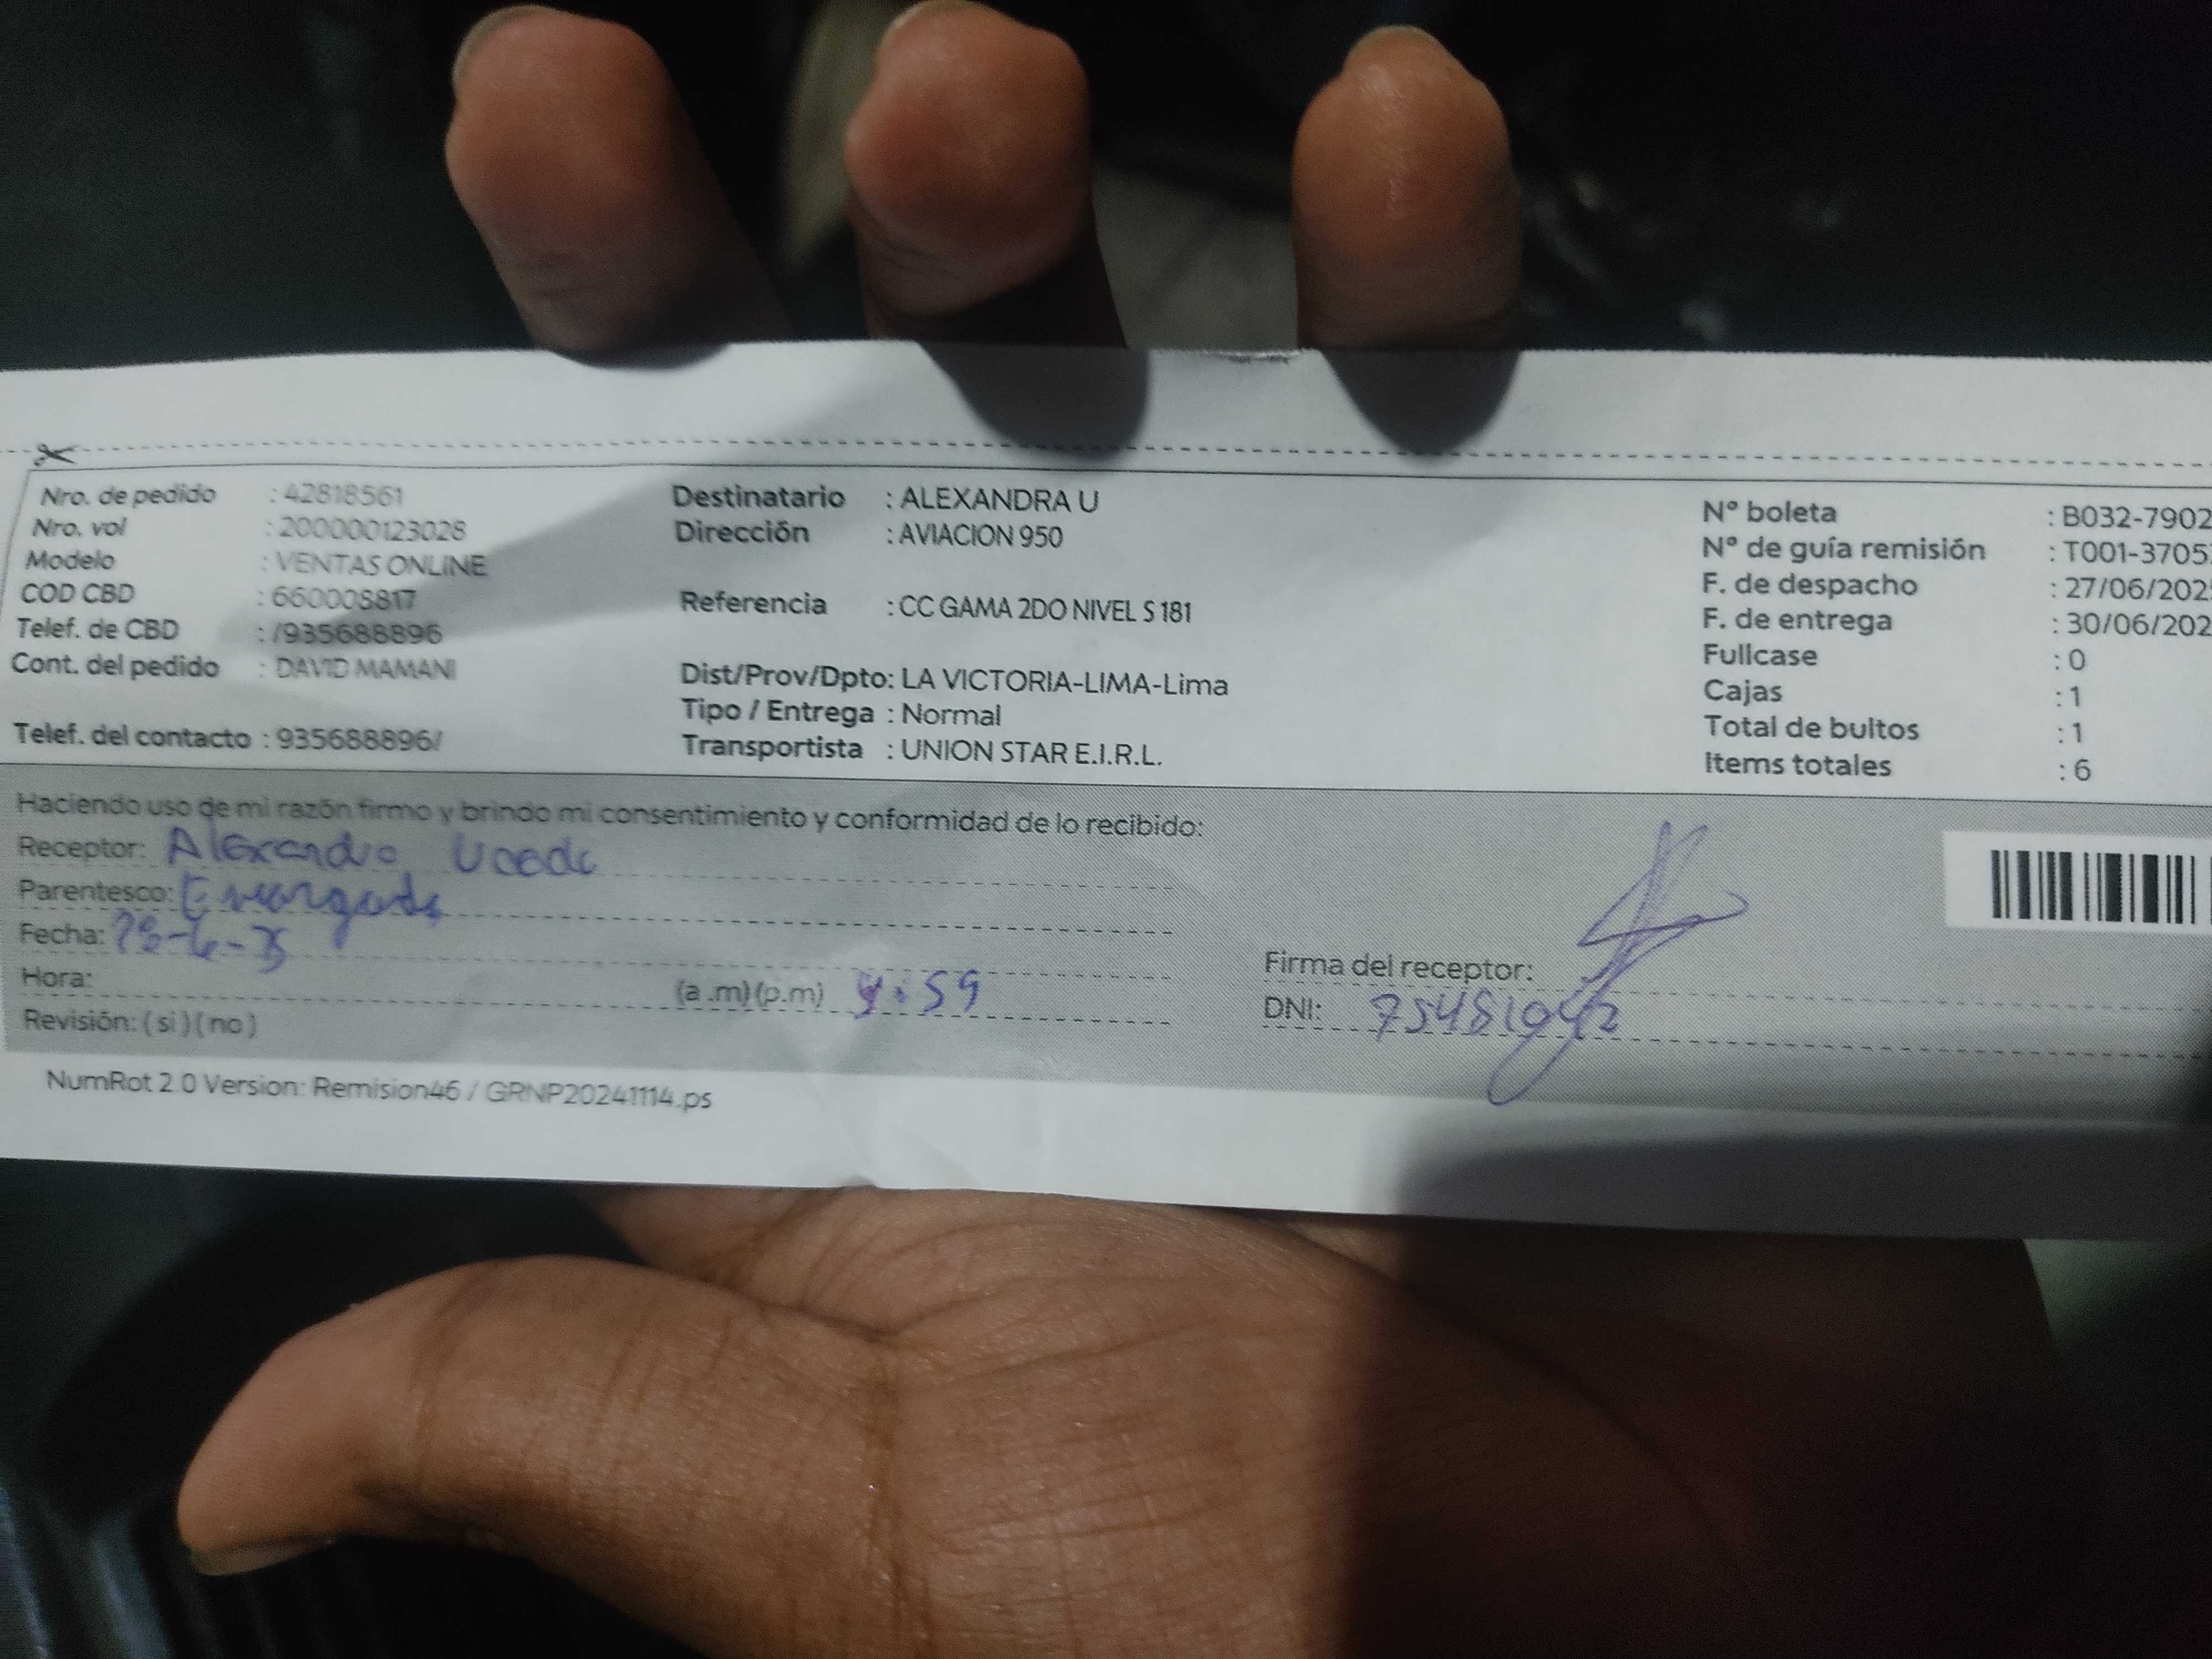 Nro. de pedido : 42818561
Nro. vol : 200000123028
Modelo : VENTAS ONLINE
COD CBD : 660008817
Telef. de CBD : /935688896
Cont. del pedido : DAVID MAMANI
Telef. del contacto : 935688896/
Destinatario : ALEXANDRA U
Dirección : AVIACION 950
Referencia : CC GAMA 2DO NIVEL S 181
Dist/Prov/Dpto: LA VICTORIA-LIMA-Lima
Tipo / Entrega : Normal
Transportista : UNION STAR E.I.R.L.
N° boleta : B032-7902
N° de guía remisión : T001-3705
F. de despacho : 27/06/202
F. de entrega : 30/06/202
Fullcase : 0
Cajas : 1
Total de bultos : 1
Items totales : 6
Haciendo uso de mi razón firmo y brindo mi consentimiento y conformidad de lo recibido:
Receptor: Alexandra
Parentesco: Encargada
Fecha:
Hora: (a .m) (p.m) : 59
Revisión: ( si ) ( no )
Firma del receptor:
DNI:
NumRot 2.0 Version: Remision46 / GRNP20241114.ps